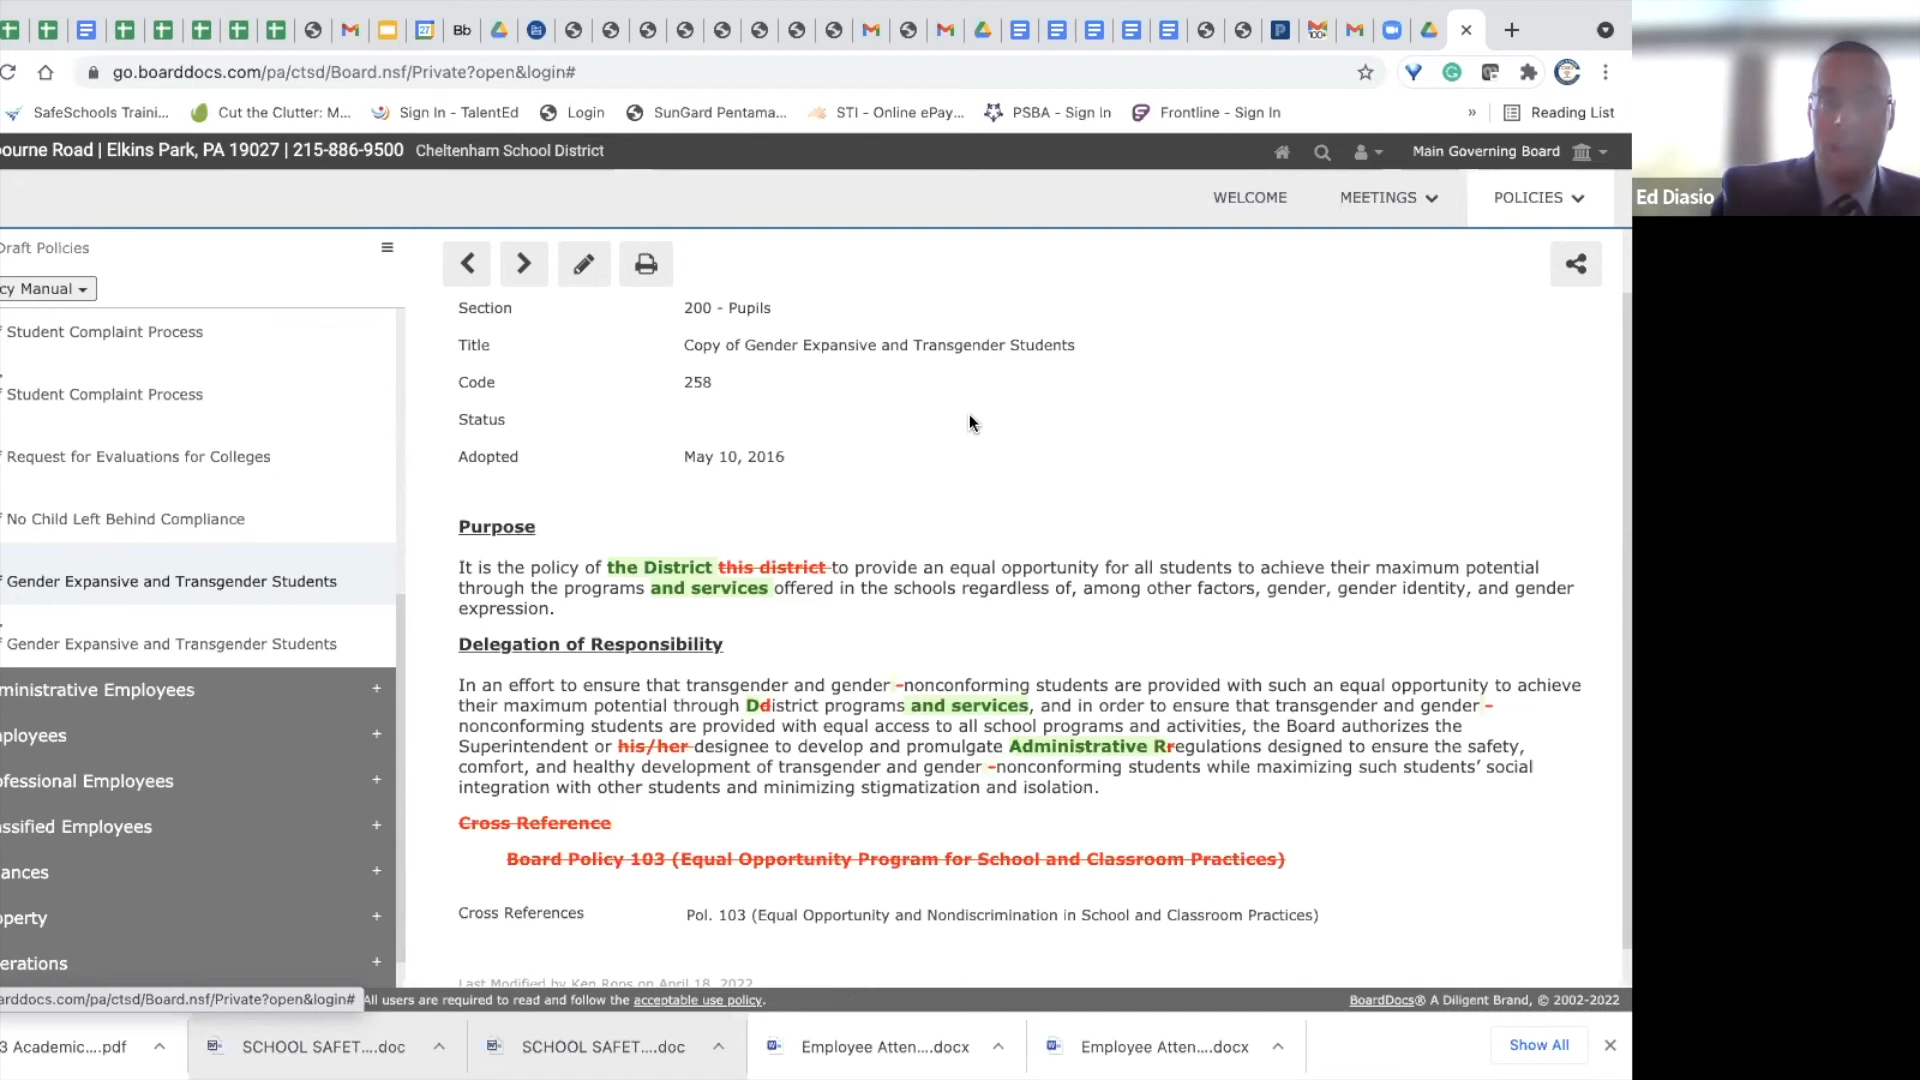 27
Bb
100+
go.boarddocs.com/pa/ctsd/Board.nsf/Private?open&login#
SafeSchools Traini... Cut the Clutter: M... Sign In - TalentEd Login SunGard Pentama... STI - Online ePay... PSBA - Sign In Frontline - Sign In » Reading List
ourne Road | Elkins Park, PA 19027 | 215-886-9500 Cheltenham School District Main Governing Board
WELCOME MEETINGS POLICIES
Ed Diasio
Draft Policies
cy Manual
Student Complaint Process
Student Complaint Process
Request for Evaluations for Colleges
No Child Left Behind Compliance
Gender Expansive and Transgender Students
Gender Expansive and Transgender Students
ministrative Employees +
ployees +
ofessional Employees +
assified Employees +
ances +
operty +
erations +
Section 200 - Pupils
Title Copy of Gender Expansive and Transgender Students
Code 258
Status
Adopted May 10, 2016
Purpose
It is the policy of the District this district to provide an equal opportunity for all students to achieve their maximum potential
through the programs and services offered in the schools regardless of, among other factors, gender, gender identity, and gender
expression.
Delegation of Responsibility
In an effort to ensure that transgender and gender -nonconforming students are provided with such an equal opportunity to achieve
their maximum potential through Ddistrict programs and services, and in order to ensure that transgender and gender -
nonconforming students are provided with equal access to all school programs and activities, the Board authorizes the
Superintendent or his/her designee to develop and promulgate Administrative Rregulations designed to ensure the safety,
comfort, and healthy development of transgender and gender -nonconforming students while maximizing such students’ social
integration with other students and minimizing stigmatization and isolation.
Cross Reference
Board Policy 103 (Equal Opportunity Program for School and Classroom Practices)
Cross References Pol. 103 (Equal Opportunity and Nondiscrimination in School and Classroom Practices)
Last Modified by Ken Rops on April 18, 2022
arddocs.com/pa/ctsd/Board.nsf/Private?open&login# All users are required to read and follow the acceptable use policy. BoardDocs® A Diligent Brand, © 2002-2022
3 Academic....pdf SCHOOL SAFET....doc SCHOOL SAFET....doc Employee Atten....docx Employee Atten....docx Show All